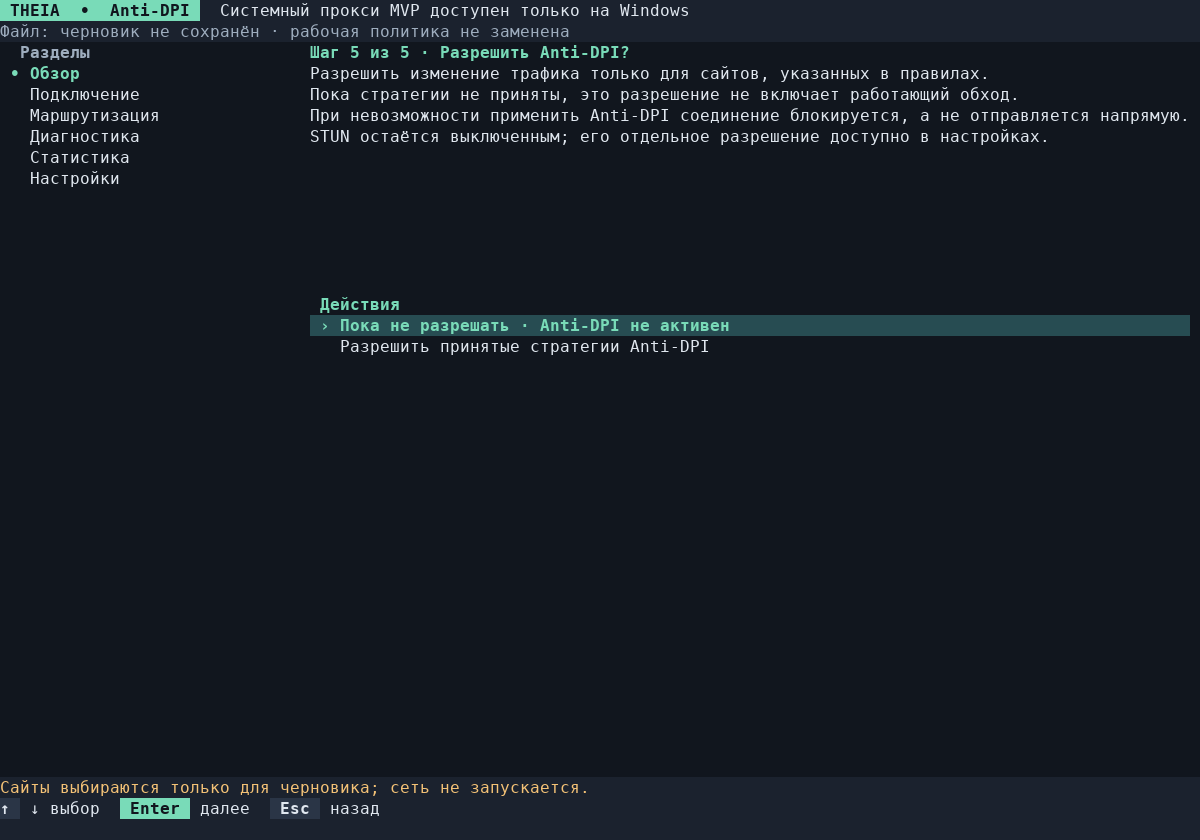 THEIA • Anti-DPI Системный прокси MVP доступен только на Windows
Файл: черновик не сохранён · рабочая политика не заменена
Разделы
• Обзор
Подключение
Маршрутизация
Диагностика
Статистика
Настройки
Шаг 5 из 5 · Разрешить Anti-DPI?
Разрешить изменение трафика только для сайтов, указанных в правилах.
Пока стратегии не приняты, это разрешение не включает работающий обход.
При невозможности применить Anti-DPI соединение блокируется, а не отправляется напрямую.
STUN остаётся выключенным; его отдельное разрешение доступно в настройках.
Действия
› Пока не разрешать · Anti-DPI не активен
Разрешить принятые стратегии Anti-DPI
Сайты выбираются только для черновика; сеть не запускается.
↑ ↓ выбор Enter далее Esc назад